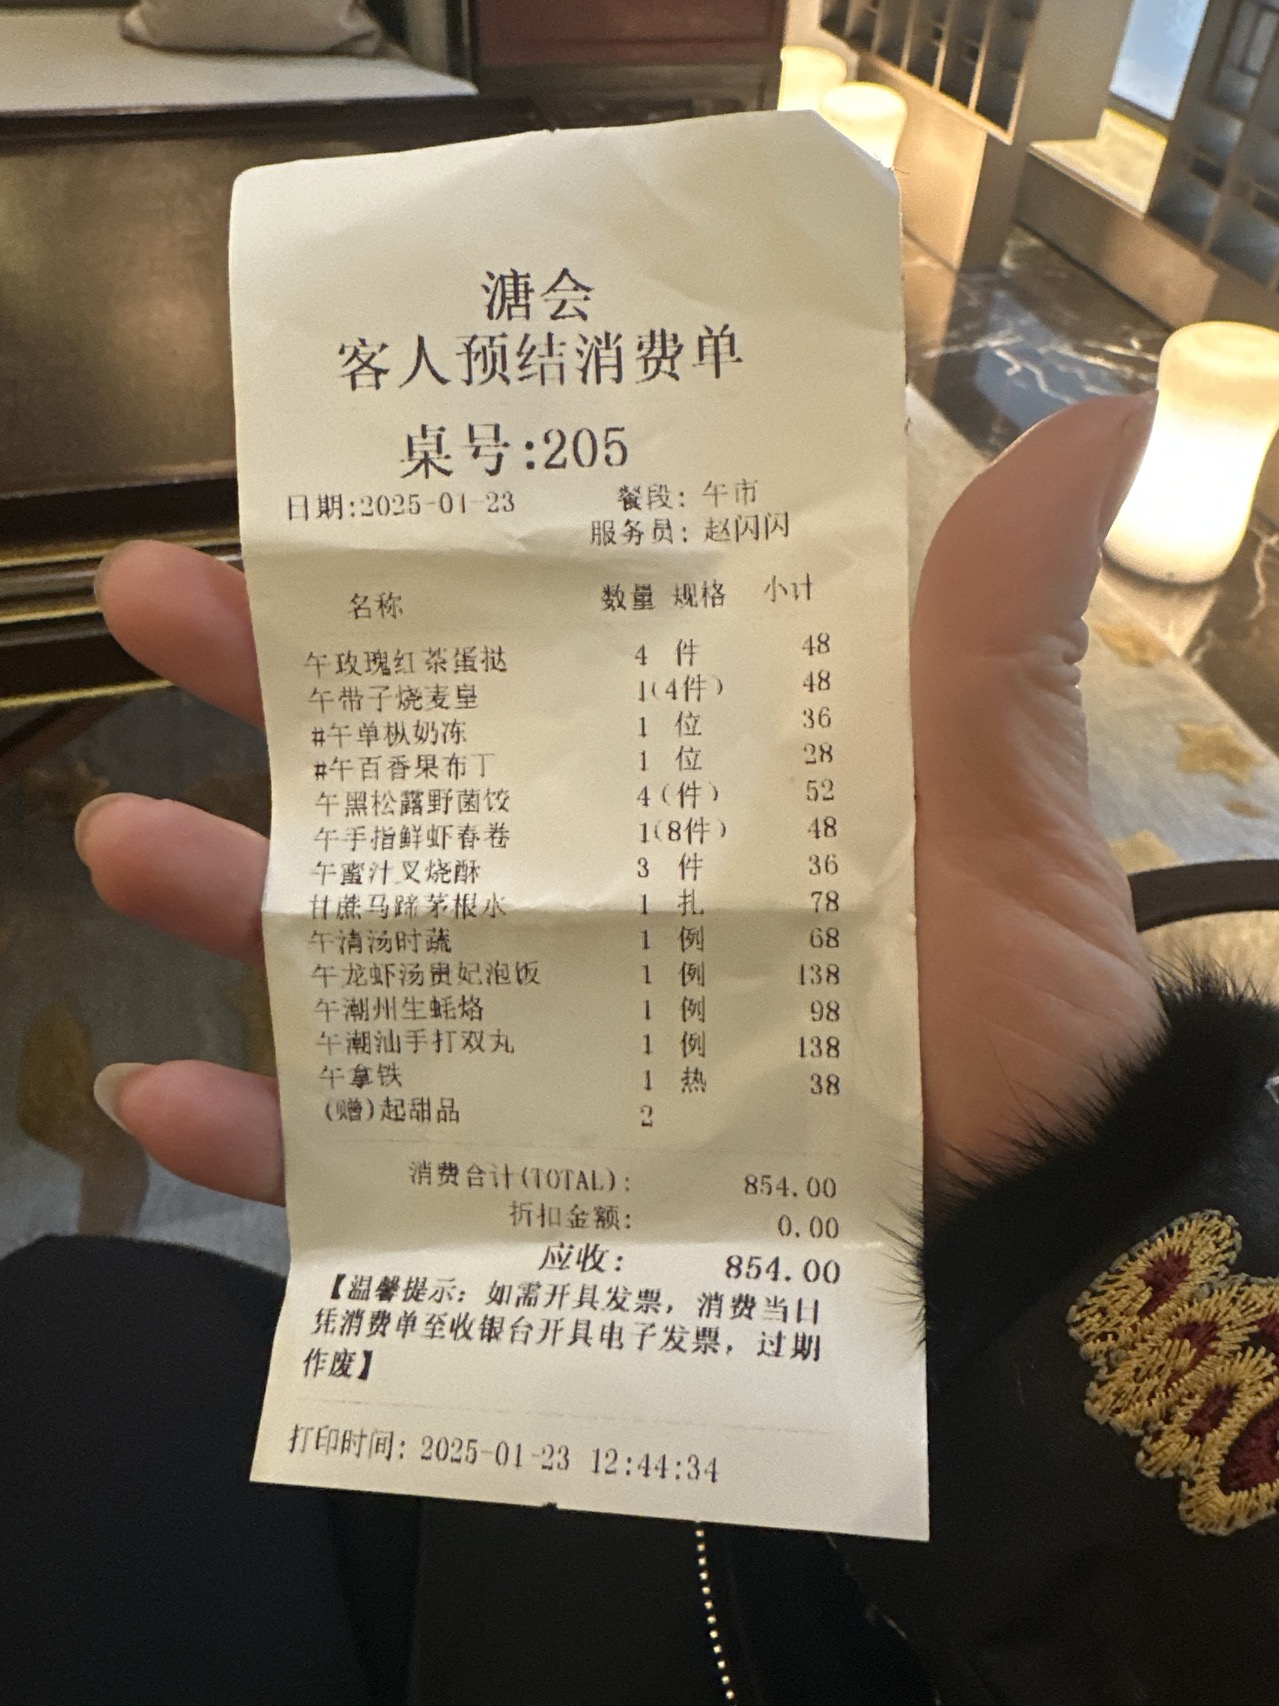 溏会
客人预结消费单
桌号:205
日期:2025-01-23 餐段: 午市
服务员: 赵闪闪
名称 数量 规格 小计
午玫瑰红茶蛋挞 4 件 48
午带子烧麦皇 1(4件) 48
#午单枞奶冻 1 位 36
#午百香果布丁 1 位 28
午黑松露野菌饺 4(件) 52
午手指鲜虾春卷 1(8件) 48
午蜜汁叉烧酥 3 件 36
甘蔗马蹄茅根水 1 扎 78
午清汤时蔬 1 例 68
午龙虾汤贵妃泡饭 1 例 138
午潮州生蚝烙 1 例 98
午潮汕手打双丸 1 例 138
午拿铁 1 热 38
(赠)起甜品 2
消费合计(TOTAL): 854.00
折扣金额: 0.00
应收: 854.00
【温馨提示: 如需开具发票, 消费当日
凭消费单至收银台开具电子发票, 过期
作废】
打印时间: 2025-01-23 12:44:34